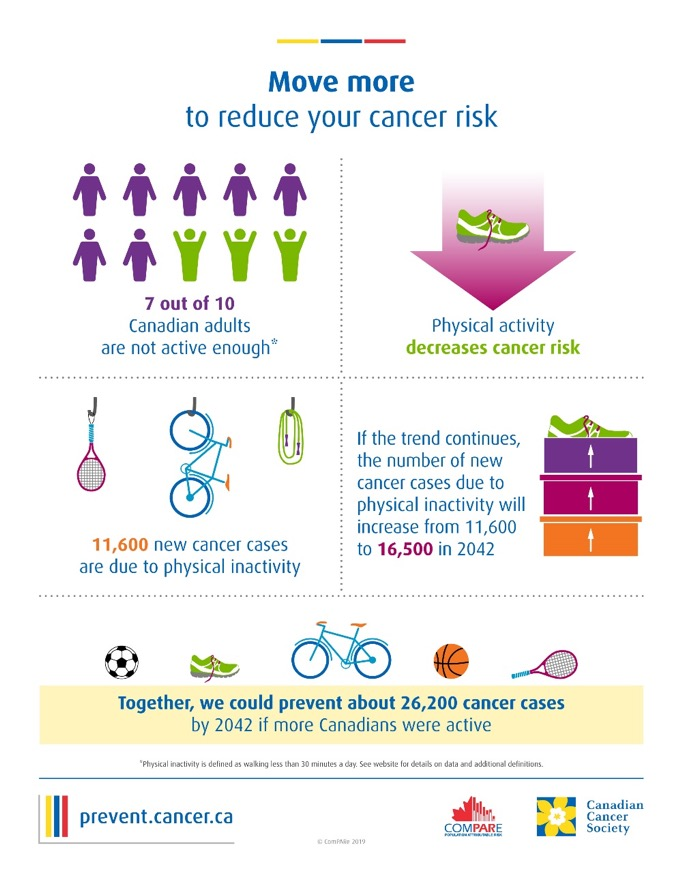 Move more
to reduce your cancer risk
7 out of 10
Canadian adults
are not active enough*
Physical activity
decreases cancer risk
11,600 new cancer cases
are due to physical inactivity
If the trend continues,
the number of new
cancer cases due to
physical inactivity will
increase from 11,600
to 16,500 in 2042
Together, we could prevent about 26,200 cancer cases
by 2042 if more Canadians were active
*Physical inactivity is defined as walking less than 30 minutes a day. See website for details on data and additional definitions.
prevent.cancer.ca
COMPARE
POPULATION ATTRIBUTABLE RISK
Canadian
Cancer
Society
© ComPARe 2019